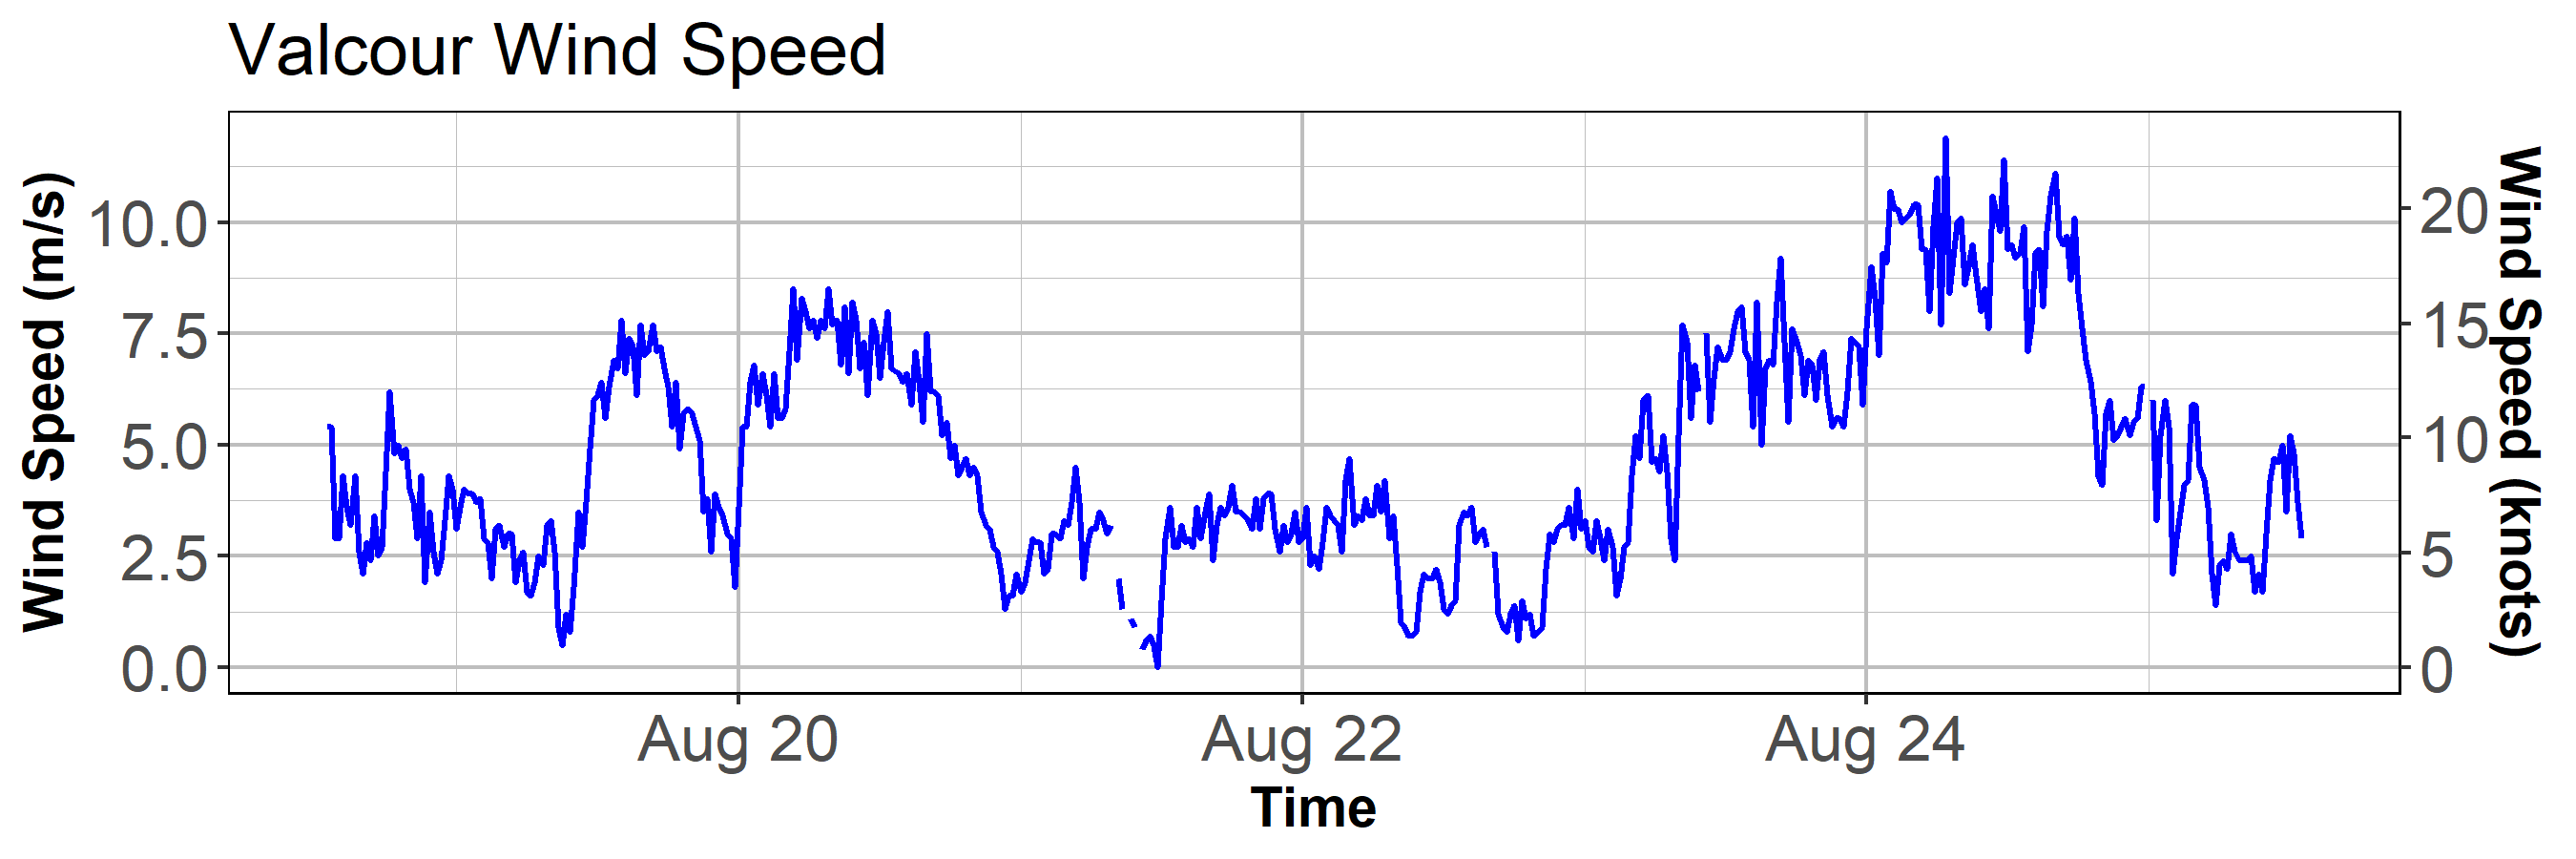 Valcour Wind Speed
Wind Speed (m/s)
10.0
7.5
5.0
2.5
0.0
20
15
10
5
0
Wind Speed (knots)
Aug 20
Aug 22
Aug 24
Time